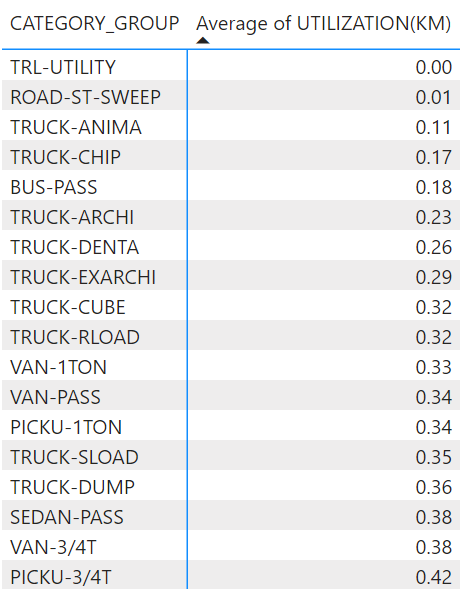 CATEGORY_GROUP Average of UTILIZATION(KM)
TRL-UTILITY 0.00
ROAD-ST-SWEEP 0.01
TRUCK-ANIMA 0.11
TRUCK-CHIP 0.17
BUS-PASS 0.18
TRUCK-ARCHI 0.23
TRUCK-DENTA 0.26
TRUCK-EXARCHI 0.29
TRUCK-CUBE 0.32
TRUCK-RLOAD 0.32
VAN-1TON 0.33
VAN-PASS 0.34
PICKU-1TON 0.34
TRUCK-SLOAD 0.35
TRUCK-DUMP 0.36
SEDAN-PASS 0.38
VAN-3/4T 0.38
PICKU-3/4T 0.42